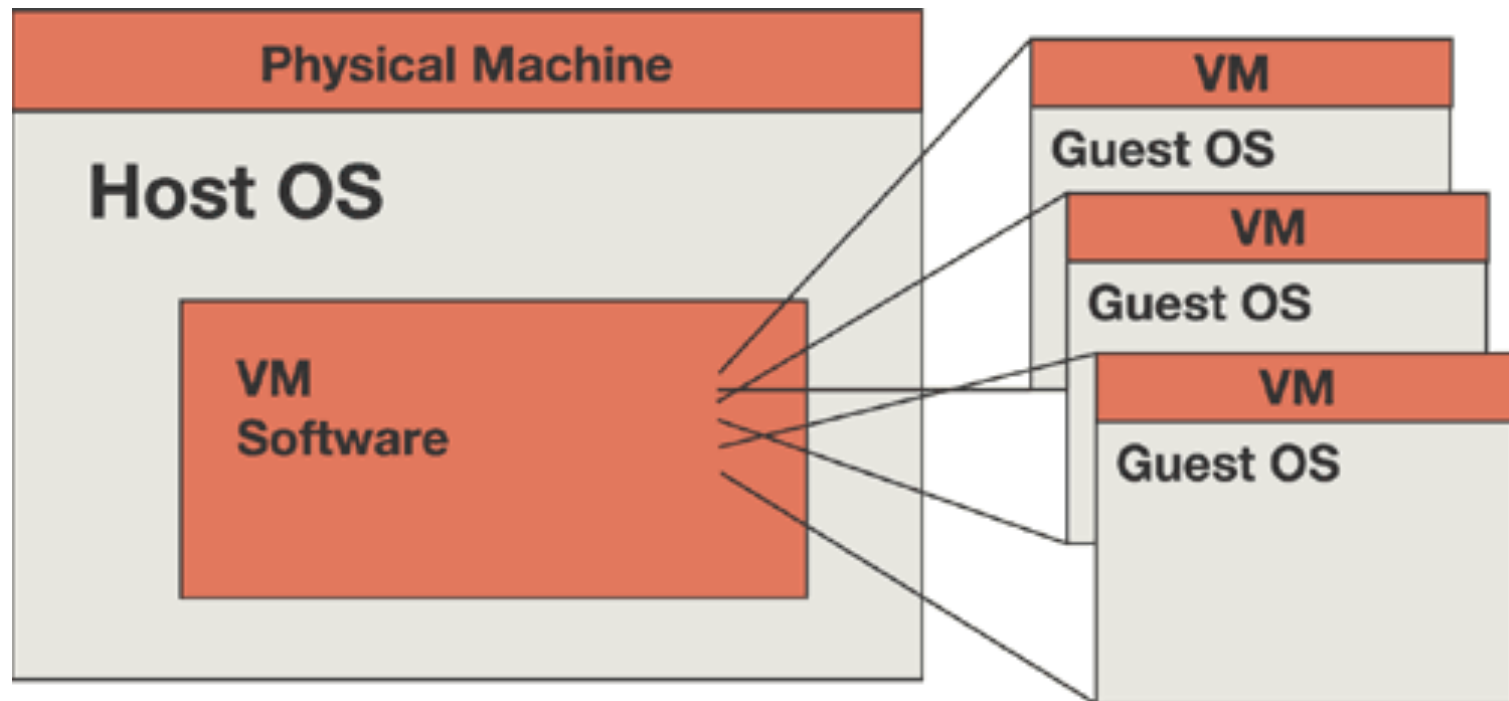 Physical Machine
Host OS
VM
Software
VM
Guest OS
VM
Guest OS
VM
Guest OS